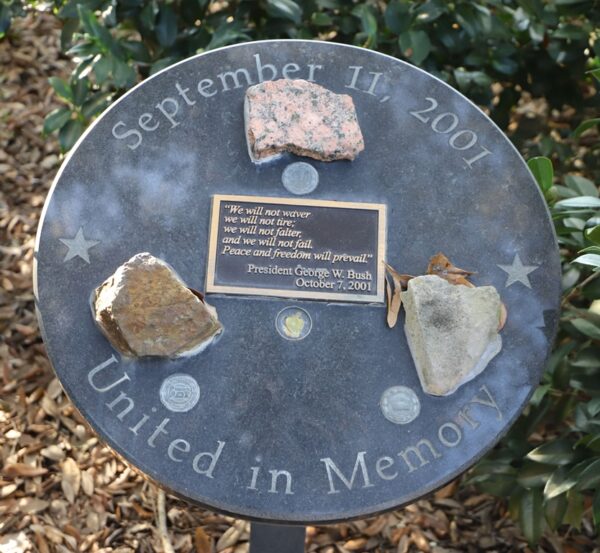 September 11, 2001
"We will not waver
we will not tire;
we will not falter,
and we will not fail.
Peace and freedom will prevail."
President George W. Bush
October 7, 2001
United in Memory